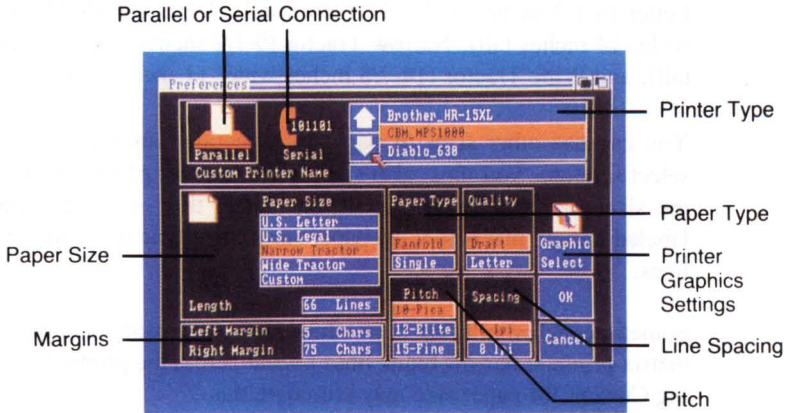 Parallel or Serial Connection
Preferences
Parallel
101101
Serial
Custom Printer Name
Brother_HR-15XL
CBM_MPS1000
Diablo_630
Printer Type
Paper Size
U.S. Letter
U.S. Legal
Narrow Tractor
Wide Tractor
Custom
Length 66 Lines
Paper Type
Fanfold
Single
Quality
Draft
Letter
Graphic
Select
Paper Type
Paper Size
Printer
Graphics
Settings
Left Margin 5 Chars
Right Margin 75 Chars
Margins
Pitch
10-Pica
12-Elite
15-Fine
Spacing
lpi
8 lpi
OK
Cancel
Line Spacing
Pitch